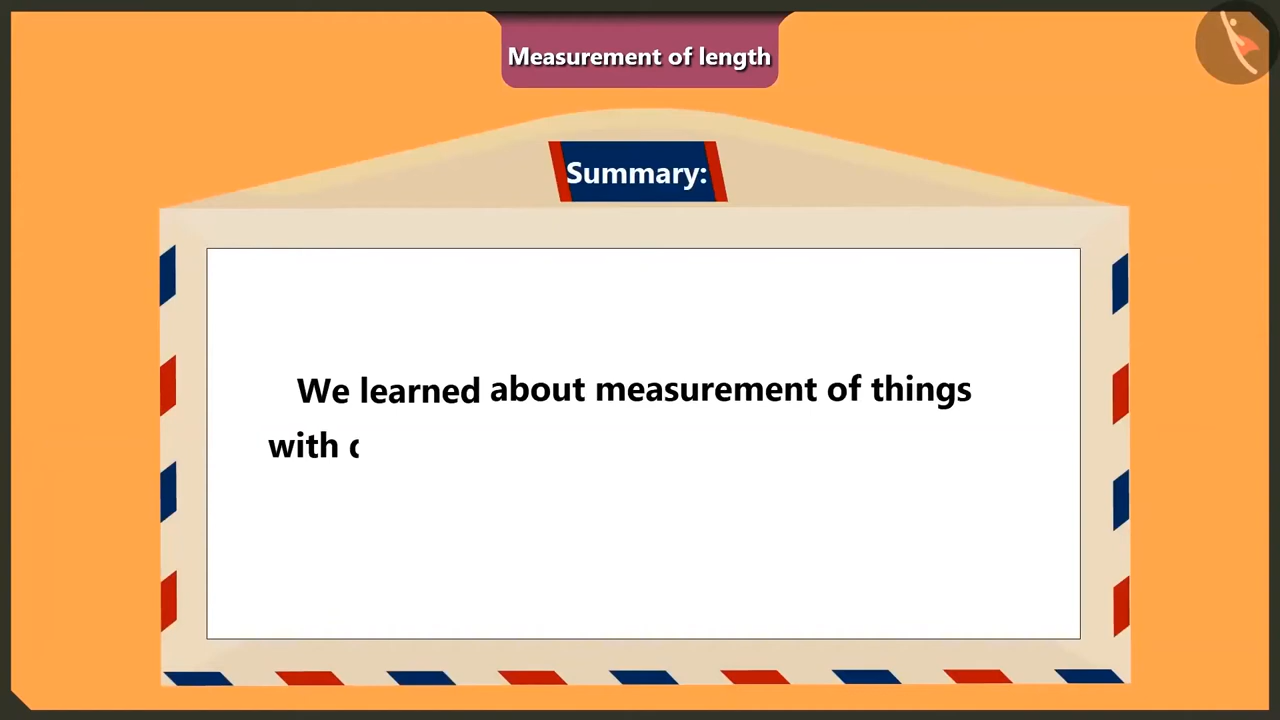 Measurement of length
Summary:
We learned about measurement of things
with